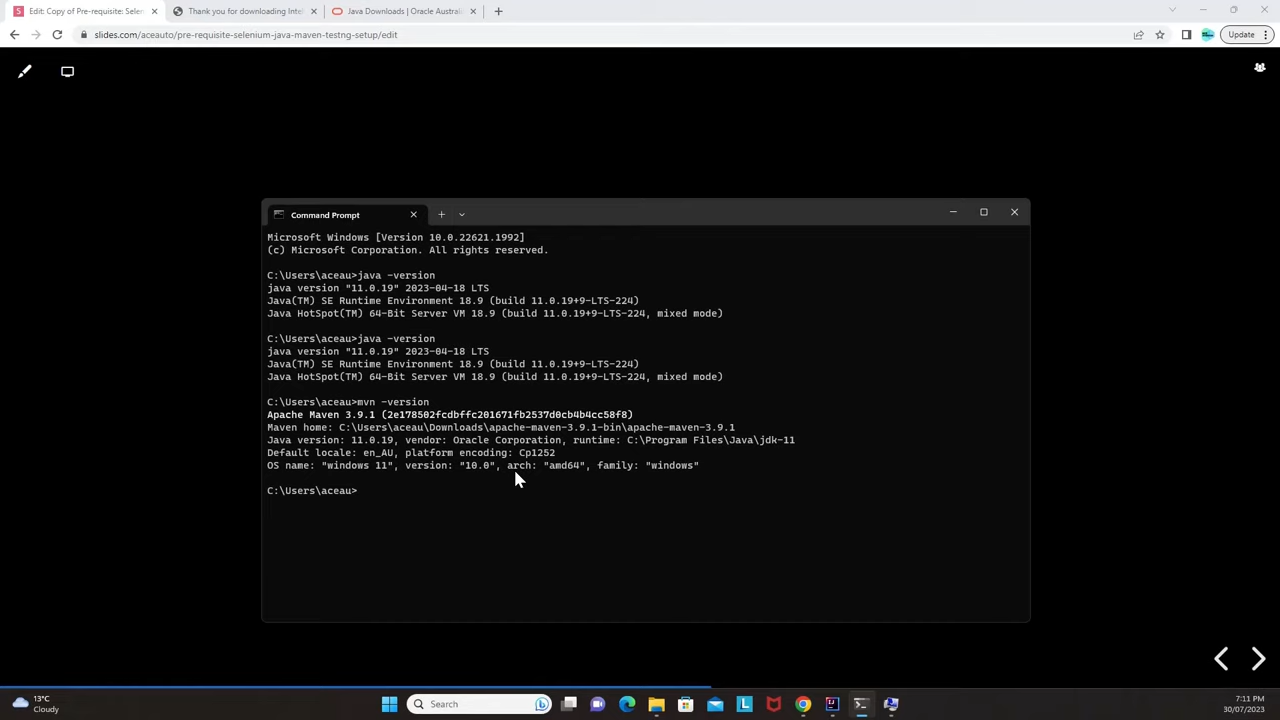 Edit: Copy of Pre-requisite: Selen
Thank you for downloading Intel
Java Downloads | Oracle Austral
slides.com/aceauto/pre-requisite-selenium-java-maven-testng-setup/edit
Update
Command Prompt
Microsoft Windows [Version 10.0.22621.1992]
(c) Microsoft Corporation. All rights reserved.
C:\Users\aceau>java -version
java version "11.0.19" 2023-04-18 LTS
Java(TM) SE Runtime Environment 18.9 (build 11.0.19+9-LTS-224)
Java HotSpot(TM) 64-Bit Server VM 18.9 (build 11.0.19+9-LTS-224, mixed mode)
C:\Users\aceau>java -version
java version "11.0.19" 2023-04-18 LTS
Java(TM) SE Runtime Environment 18.9 (build 11.0.19+9-LTS-224)
Java HotSpot(TM) 64-Bit Server VM 18.9 (build 11.0.19+9-LTS-224, mixed mode)
C:\Users\aceau>mvn -version
Apache Maven 3.9.1 (2e178502fcdbffc201671fb2537d0cb4b4cc58f8)
Maven home: C:\Users\aceau\Downloads\apache-maven-3.9.1-bin\apache-maven-3.9.1
Java version: 11.0.19, vendor: Oracle Corporation, runtime: C:\Program Files\Java\jdk-11
Default locale: en_AU, platform encoding: Cp1252
OS name: "windows 11", version: "10.0", arch: "amd64", family: "windows"
C:\Users\aceau>
13°C
Cloudy
Search
7:11 PM
30/07/2023